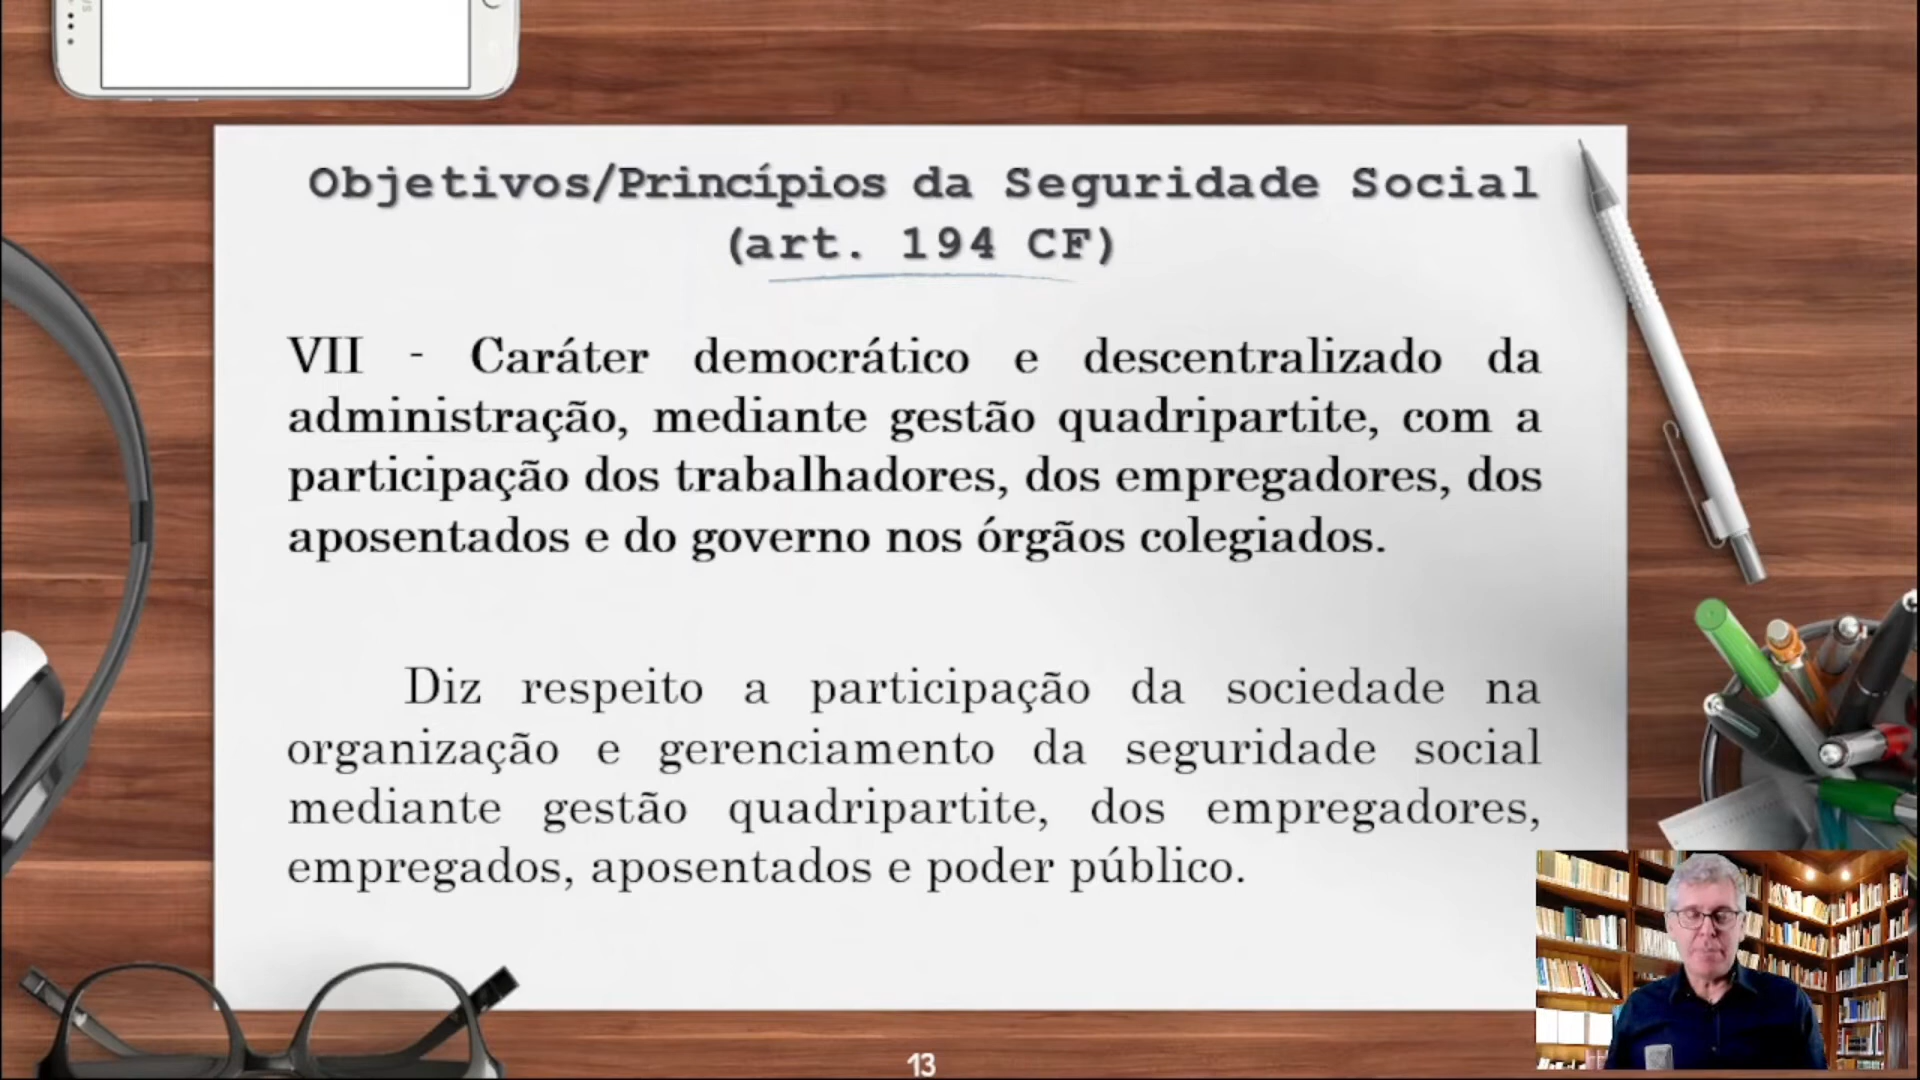 Objetivos/Princípios da Seguridade Social
(art. 194 CF)
VII - Caráter democrático e descentralizado da
administração, mediante gestão quadripartite, com a
participação dos trabalhadores, dos empregadores, dos
aposentados e do governo nos órgãos colegiados.
Diz respeito a participação da sociedade na
organização e gerenciamento da seguridade social
mediante gestão quadripartite, dos empregadores,
empregados, aposentados e poder público.
13